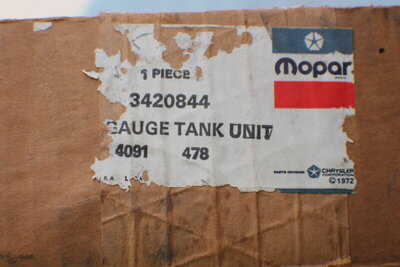 1 PIECE
mopar
3420844
GAUGE TANK UNIT
4091 478
PARTS DIVISION
CHRYSLER
CORPORATION
©1972
U.S.A.